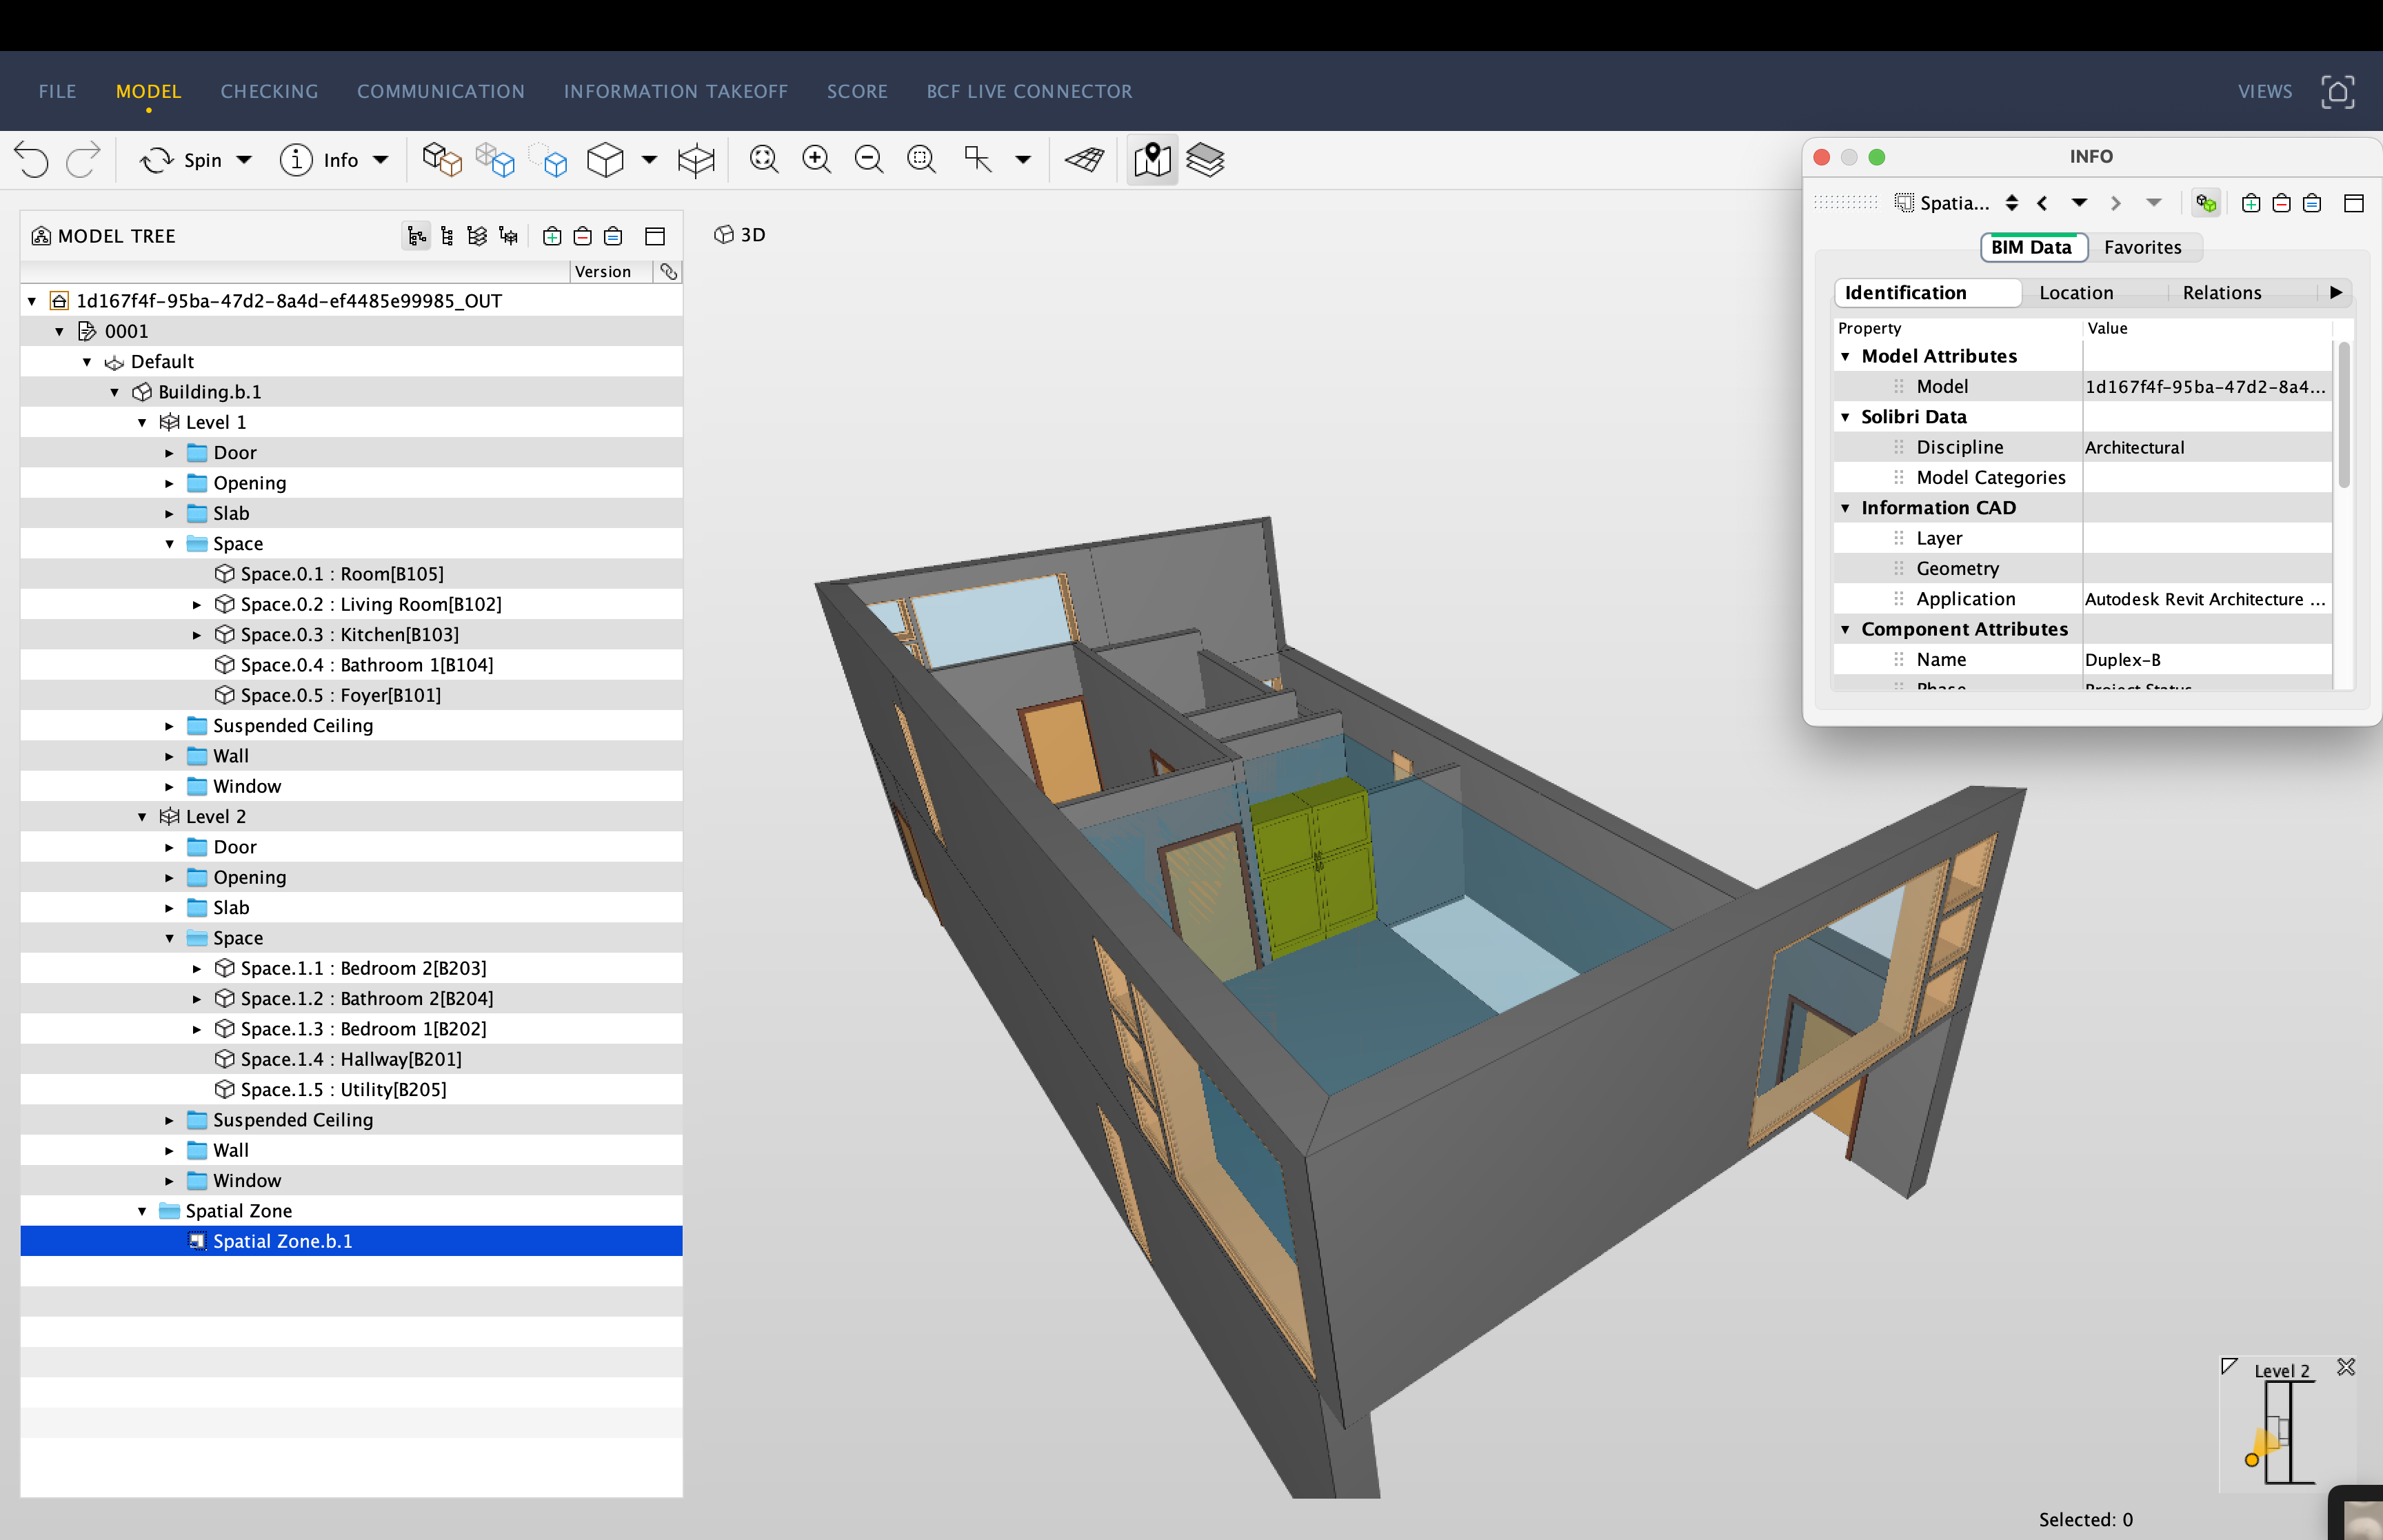 FILE MODEL CHECKING COMMUNICATION INFORMATION TAKEOFF SCORE BCF LIVE CONNECTOR VIEWS
Spin Info
MODEL TREE
Version
1d167f4f-95ba-47d2-8a4d-ef4485e99985_OUT
0001
Default
Building.b.1
Level 1
Door
Opening
Slab
Space
Space.0.1 : Room[B105]
Space.0.2 : Living Room[B102]
Space.0.3 : Kitchen[B103]
Space.0.4 : Bathroom 1[B104]
Space.0.5 : Foyer[B101]
Suspended Ceiling
Wall
Window
Level 2
Door
Opening
Slab
Space
Space.1.1 : Bedroom 2[B203]
Space.1.2 : Bathroom 2[B204]
Space.1.3 : Bedroom 1[B202]
Space.1.4 : Hallway[B201]
Space.1.5 : Utility[B205]
Suspended Ceiling
Wall
Window
Spatial Zone
Spatial Zone.b.1
3D
INFO
Spatia...
BIM Data Favorites
Identification Location Relations
Property Value
Model Attributes
Model 1d167f4f-95ba-47d2-8a4...
Solibri Data
Discipline Architectural
Model Categories
Information CAD
Layer
Geometry
Application Autodesk Revit Architecture ...
Component Attributes
Name Duplex-B
Phase Project Status
Level 2
Selected: 0